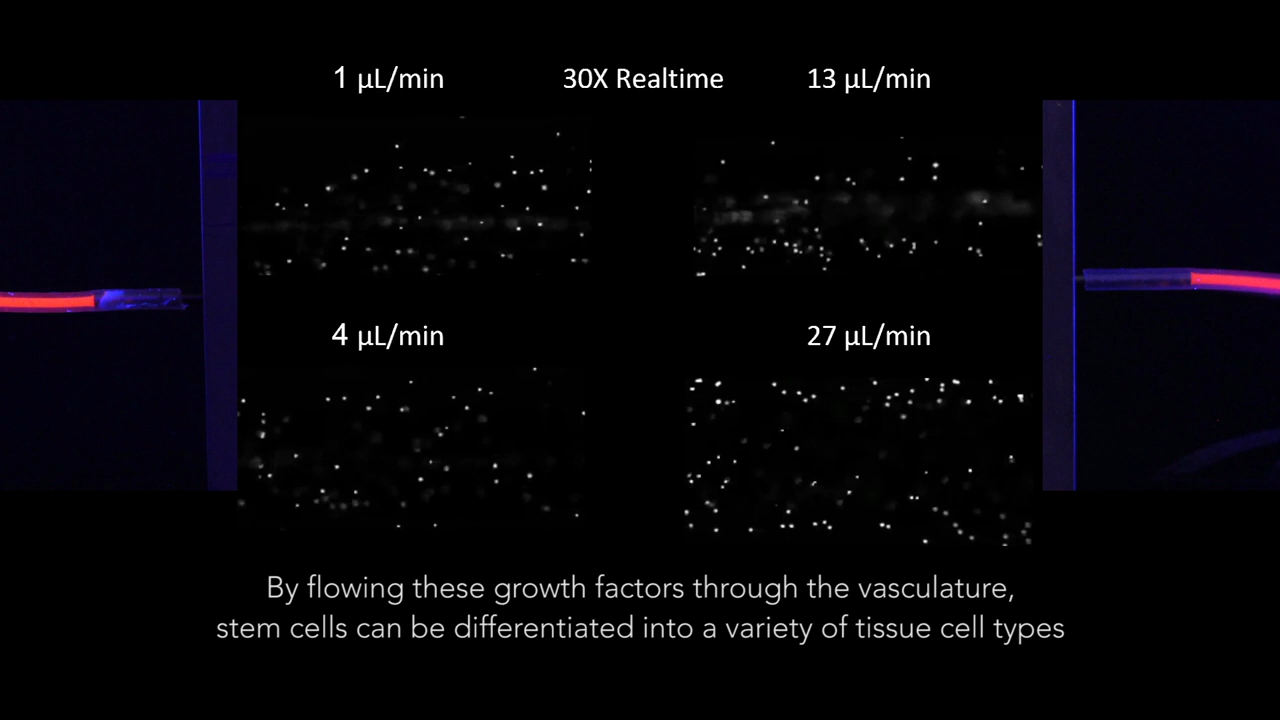 1 µL/min 30X Realtime 13 µL/min
4 µL/min 27 µL/min
By flowing these growth factors through the vasculature,
stem cells can be differentiated into a variety of tissue cell types